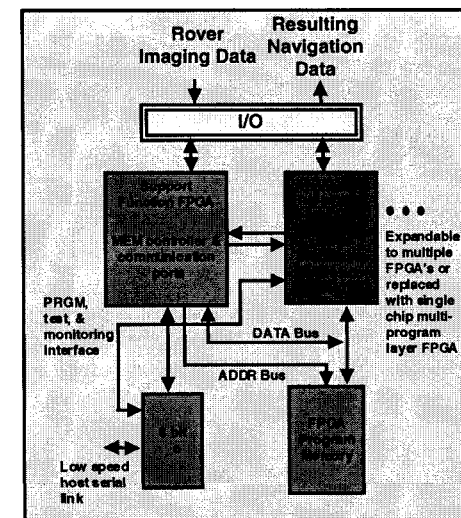 Rover
Imaging Data
Resulting
Navigation
Data
I/O
Support
Function FPGA
MEM controller &
communication
ports
Expandable
to multiple
FPGA's or
replaced
with single
chip multi-
program
layer FPGA
PRGM,
test, &
monitoring
interface
DATA Bus
ADDR Bus
8 bit
FPGA
Program
Memory
Low speed
host serial
link